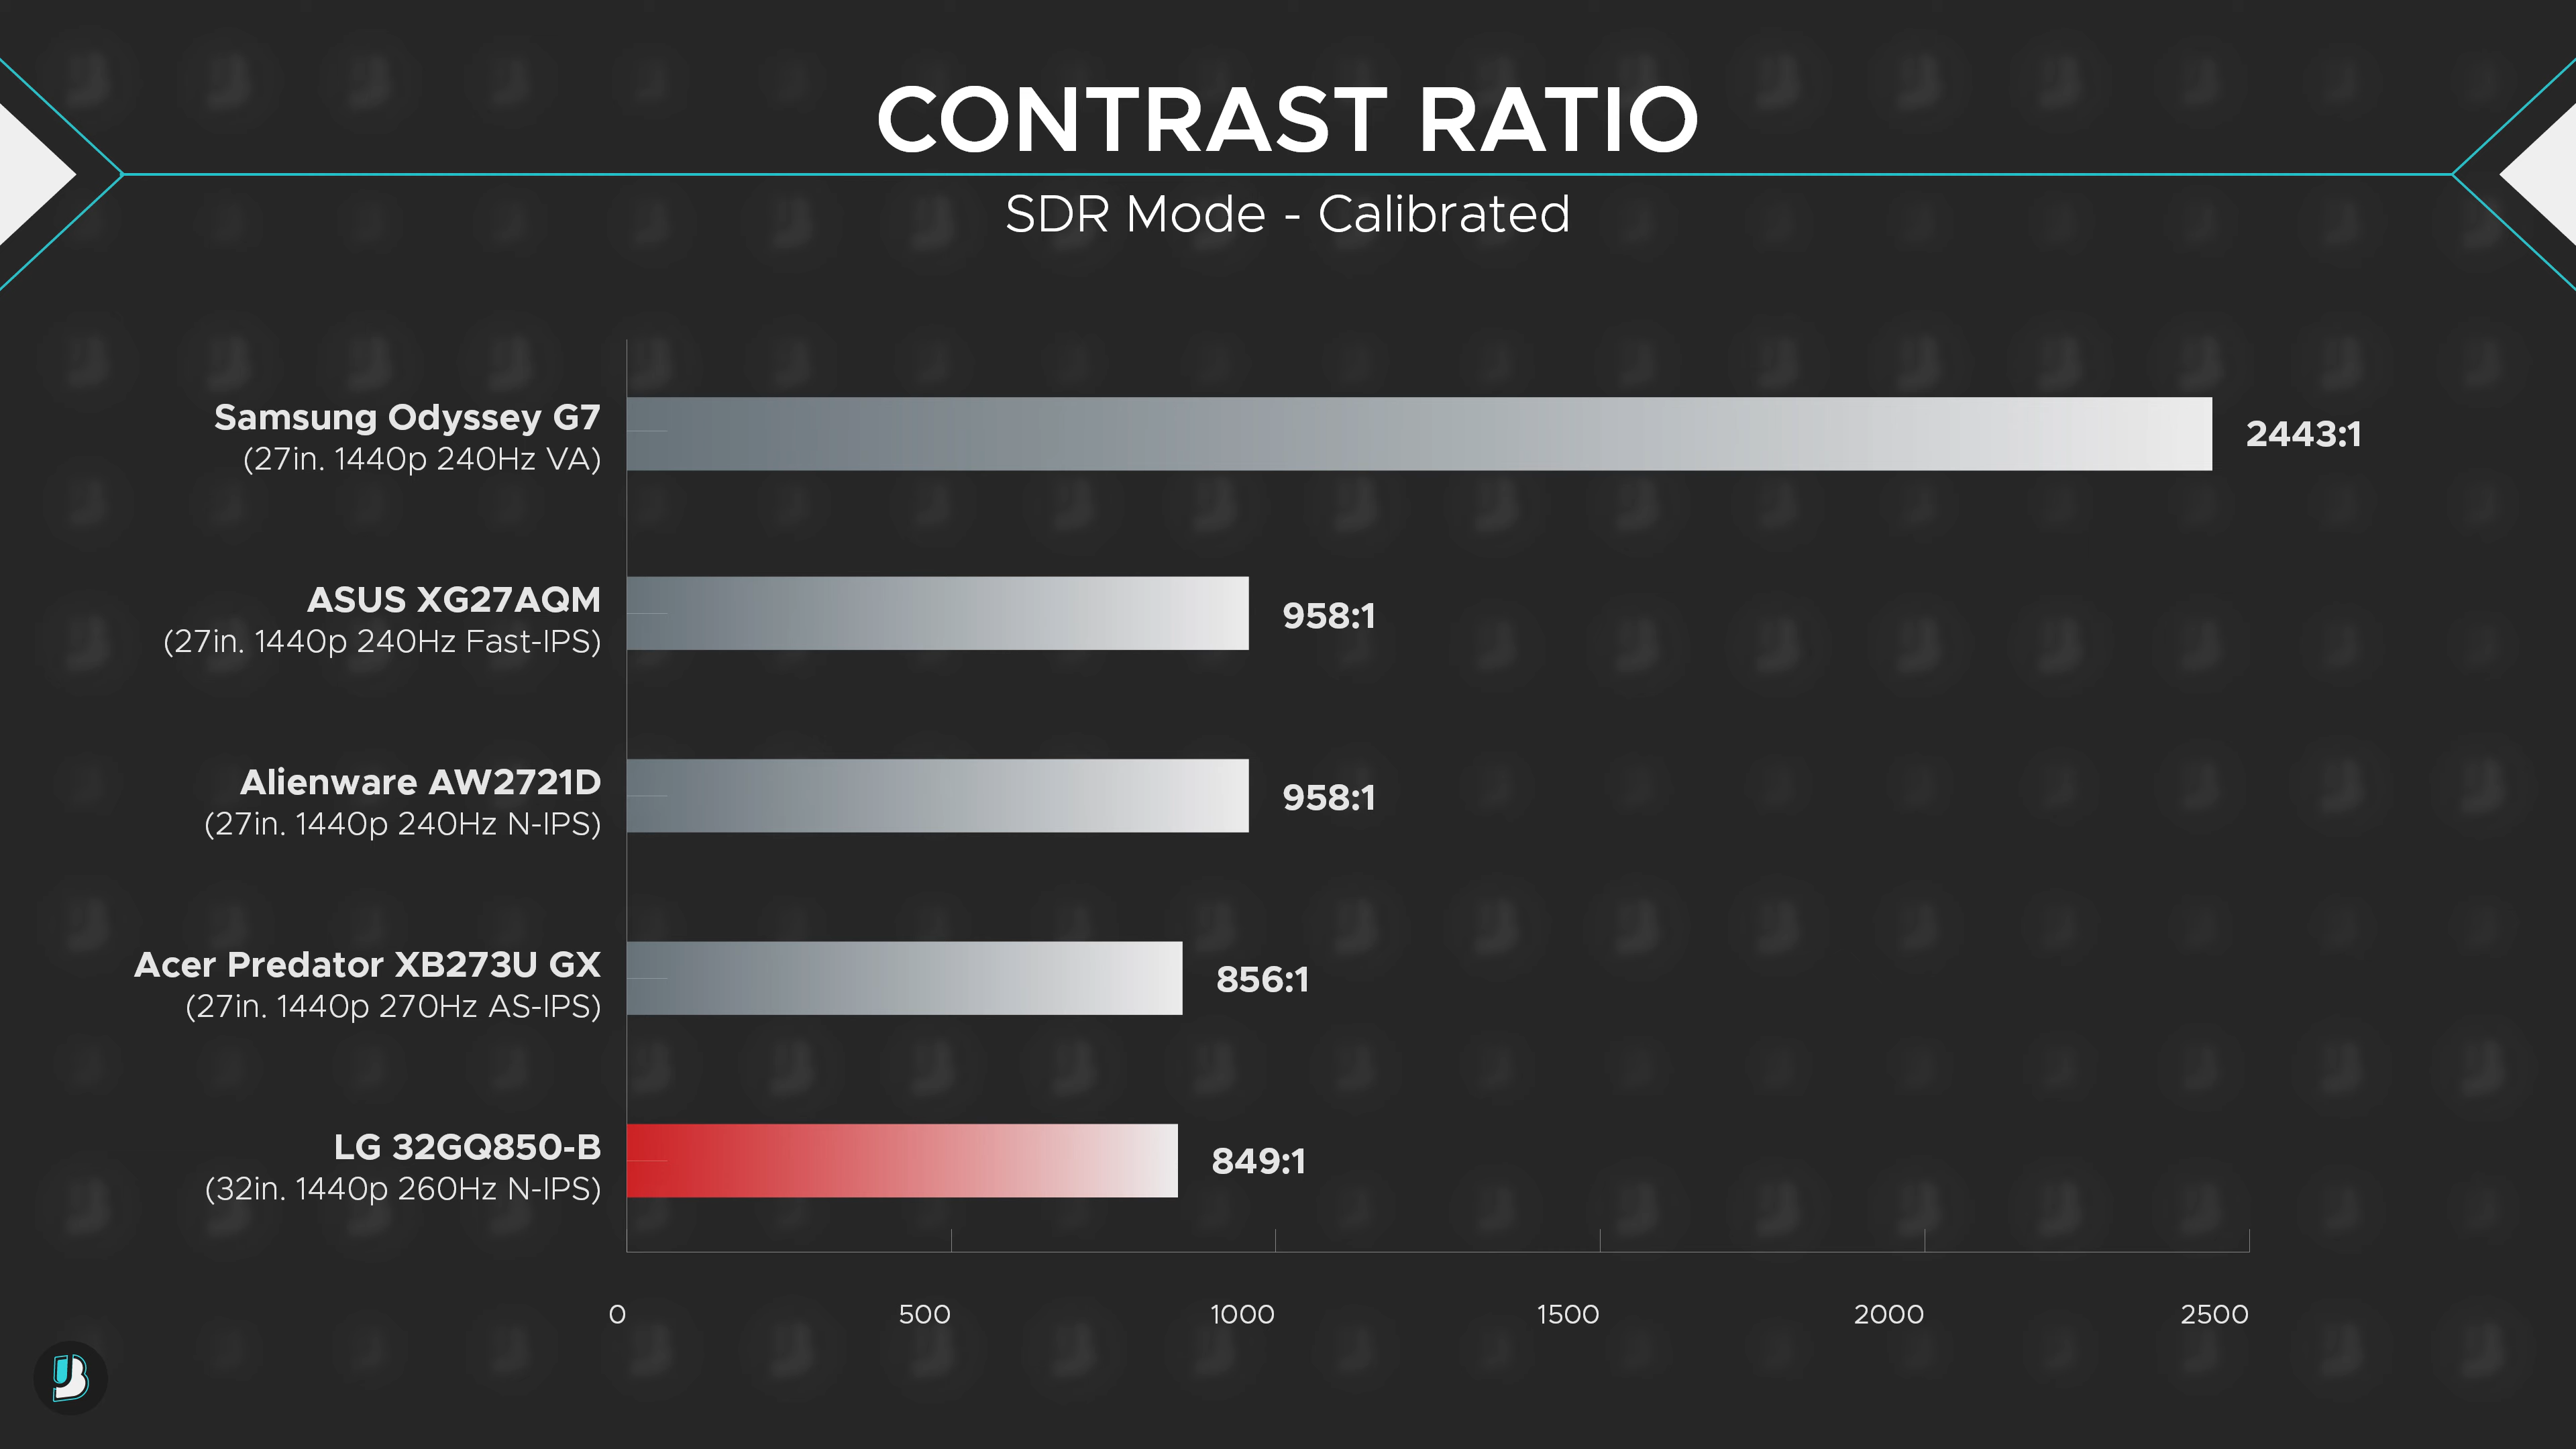 CONTRAST RATIO
SDR Mode - Calibrated
Samsung Odyssey G7
(27in. 1440p 240Hz VA)
2443:1
ASUS XG27AQM
(27in. 1440p 240Hz Fast-IPS)
958:1
Alienware AW2721D
(27in. 1440p 240Hz N-IPS)
958:1
Acer Predator XB273U GX
(27in. 1440p 270Hz AS-IPS)
856:1
LG 32GQ850-B
(32in. 1440p 260Hz N-IPS)
849:1
0 500 1000 1500 2000 2500